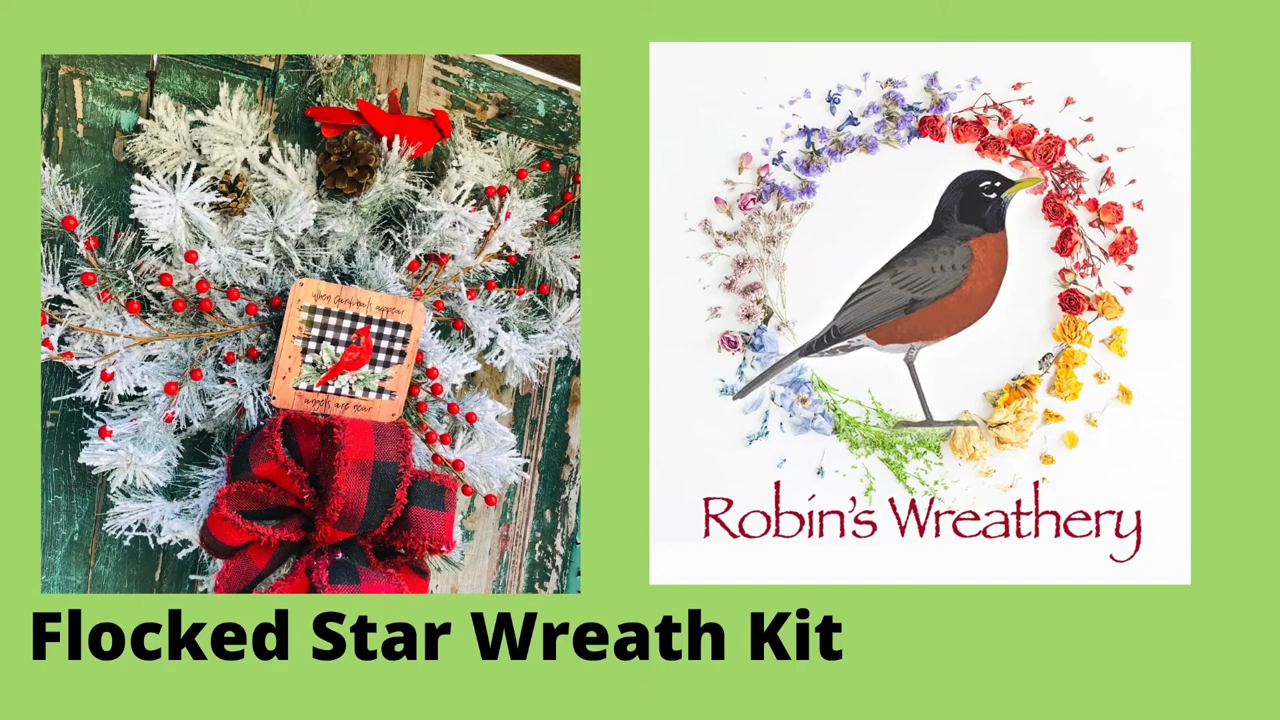 when Cardinals appear
angels are near
Robin's Wreathery
Flocked Star Wreath Kit